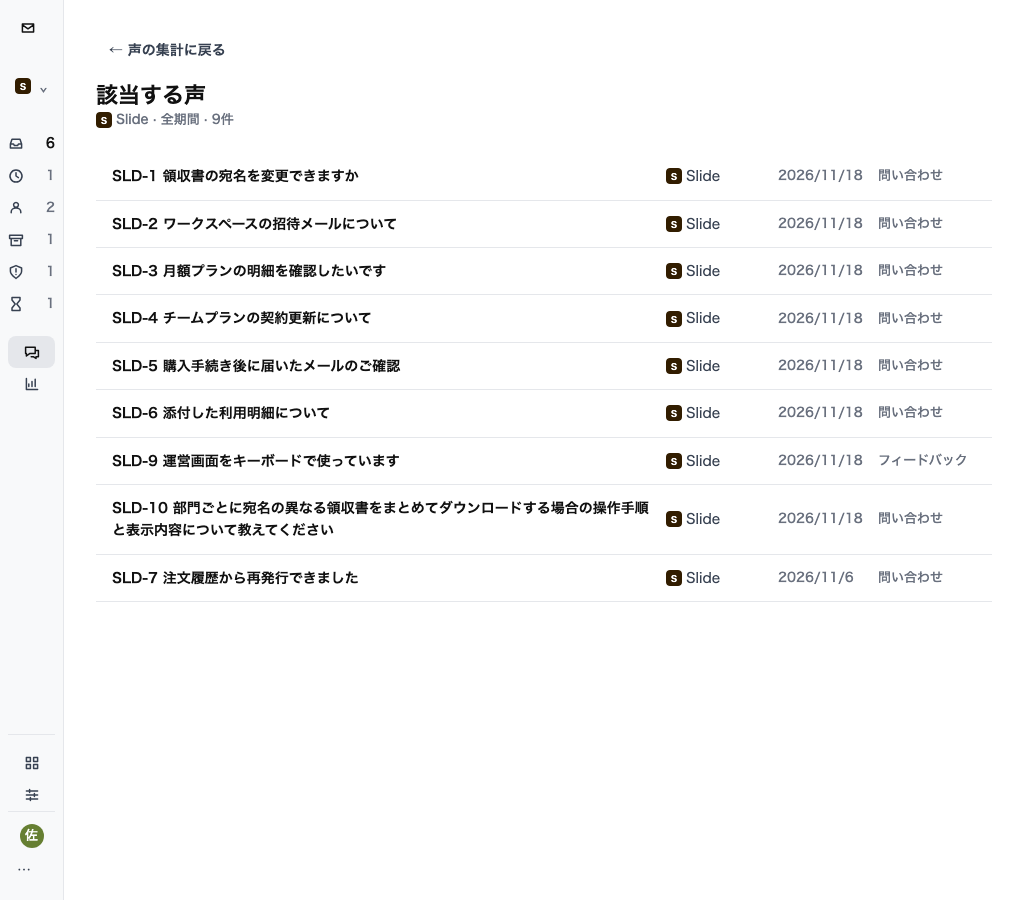 ← 声の集計に戻る
S
該当する声
S Slide · 全期間 · 9件
6
1
2
1
1
1
SLD-1 領収書の宛名を変更できますか S Slide 2026/11/18 問い合わせ
SLD-2 ワークスペースの招待メールについて S Slide 2026/11/18 問い合わせ
SLD-3 月額プランの明細を確認したいです S Slide 2026/11/18 問い合わせ
SLD-4 チームプランの契約更新について S Slide 2026/11/18 問い合わせ
SLD-5 購入手続き後に届いたメールのご確認 S Slide 2026/11/18 問い合わせ
SLD-6 添付した利用明細について S Slide 2026/11/18 問い合わせ
SLD-9 運営画面をキーボードで使っています S Slide 2026/11/18 フィードバック
SLD-10 部門ごとに宛名の異なる領収書をまとめてダウンロードする場合の操作手順
と表示内容について教えてください S Slide 2026/11/18 問い合わせ
SLD-7 注文履歴から再発行できました S Slide 2026/11/6 問い合わせ
佐
…